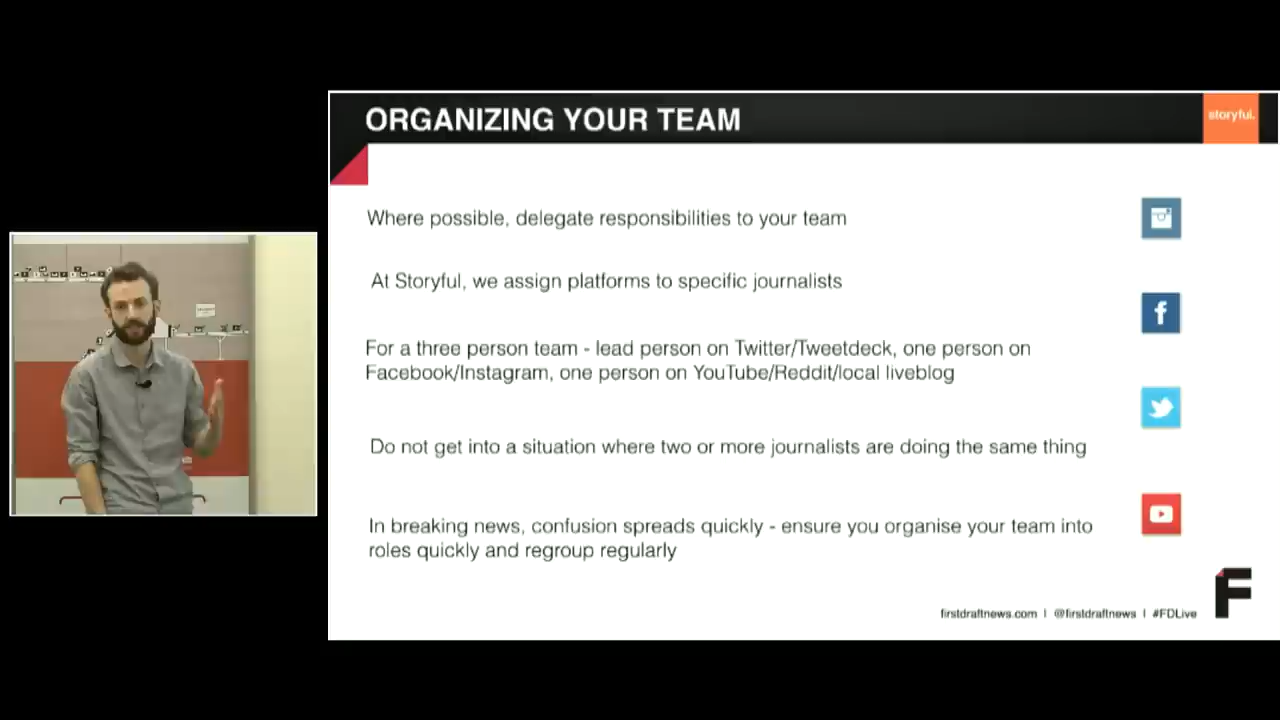 ORGANIZING YOUR TEAM
storyful.
Where possible, delegate responsibilities to your team
At Storyful, we assign platforms to specific journalists
For a three person team - lead person on Twitter/Tweetdeck, one person on
Facebook/Instagram, one person on YouTube/Reddit/local liveblog
Do not get into a situation where two or more journalists are doing the same thing
In breaking news, confusion spreads quickly - ensure you organise your team into
roles quickly and regroup regularly
firstdraftnews.com | @firstdraftnews | #FDLive
F